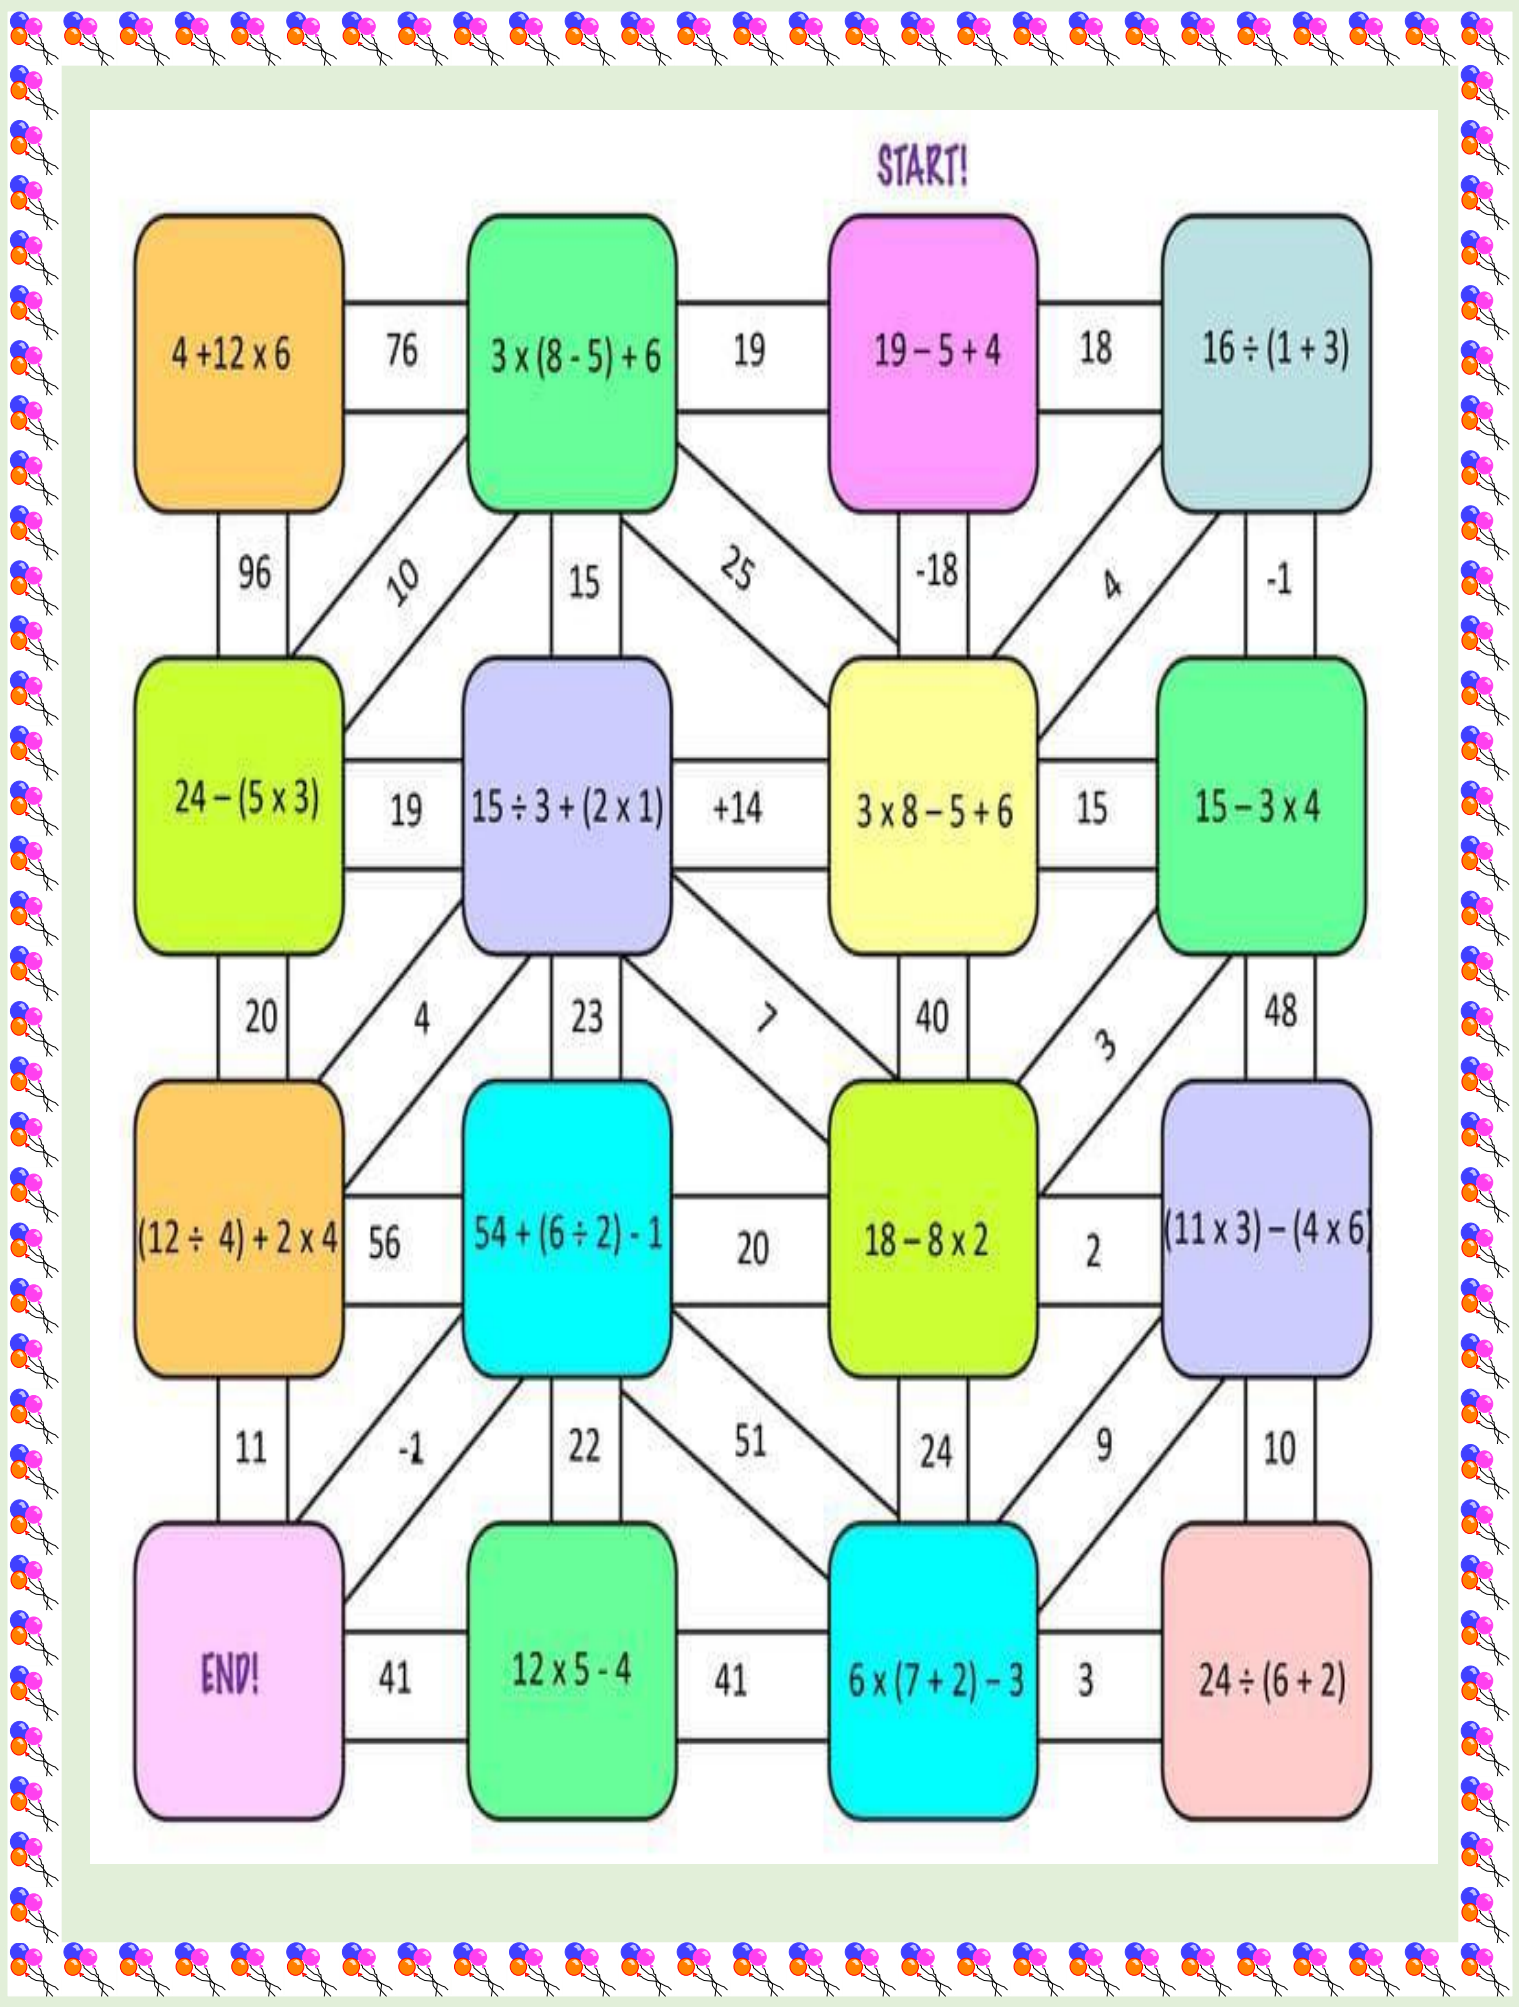 START!
4 +12 x 6
76
3 x (8 - 5) + 6
19
19 – 5 + 4
18
16 ÷ (1 + 3)
96
10
15
25
-18
4
-1
24 – (5 x 3)
19
15 ÷ 3 + (2 x 1)
+14
3 x 8 – 5 + 6
15
15 – 3 x 4
20
4
23
7
40
3
48
(12 ÷ 4) + 2 x 4
56
54 + (6 ÷ 2) - 1
20
18 – 8 x 2
2
(11 x 3) – (4 x 6)
11
-1
22
51
24
9
10
END!
41
12 x 5 - 4
41
6 x (7 + 2) – 3
3
24 ÷ (6 + 2)